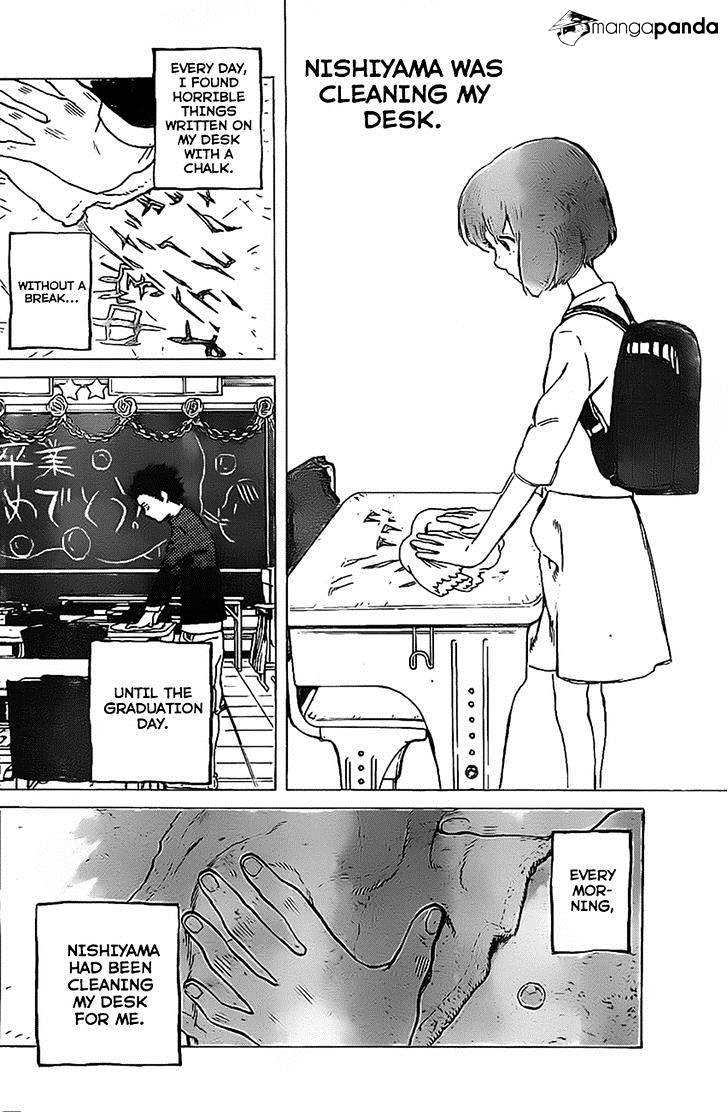 mangapanda
NISHIYAMA WAS
CLEANING MY
DESK.
EVERY DAY,
I FOUND
HORRIBLE
THINGS
WRITTEN ON
MY DESK
WITH A
CHALK.
WITHOUT A
BREAK...
卒業
おめでとう。
UNTIL THE
GRADUATION
DAY.
EVERY
MOR-
NING,
NISHIYAMA
HAD BEEN
CLEANING
MY DESK
FOR ME.